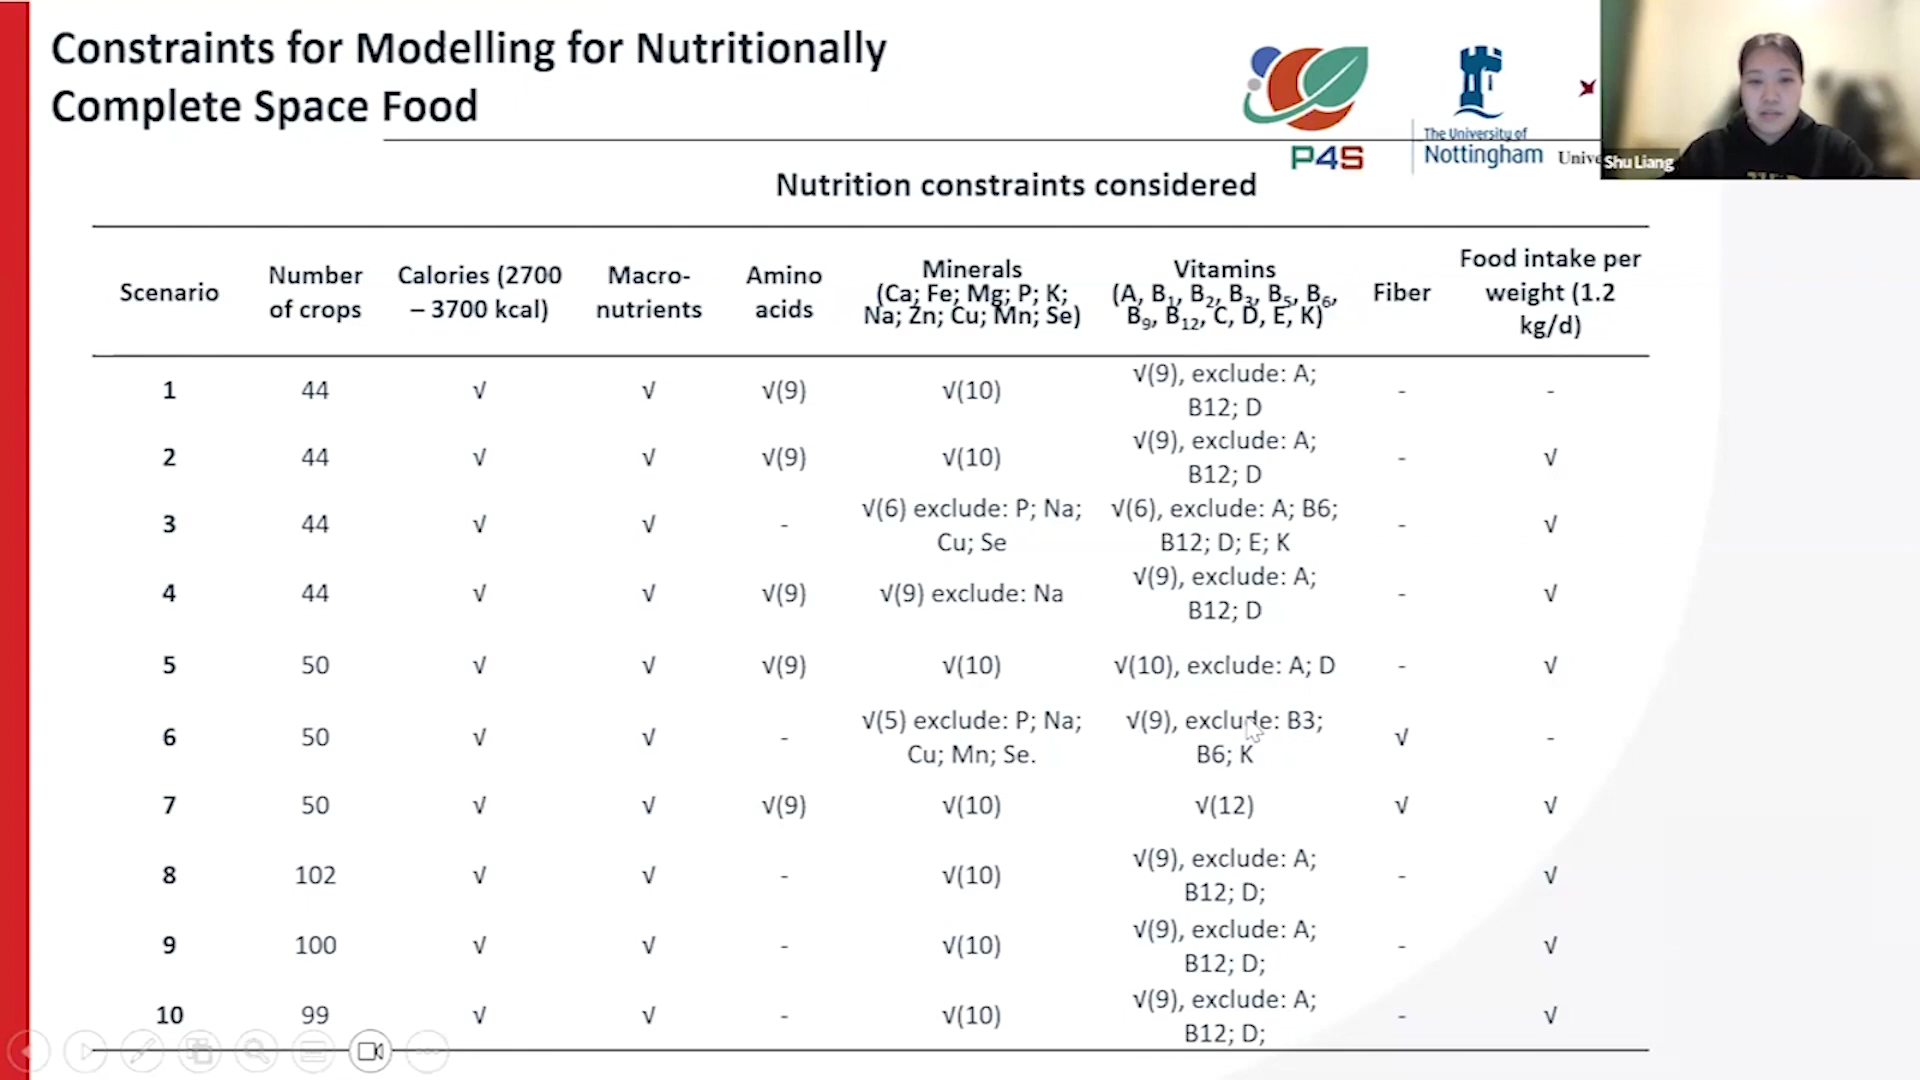 Constraints for Modelling for Nutritionally
Complete Space Food
P4S
The University of
Nottingham
Unive
Shu Liang
Nutrition constraints considered
Scenario
Number
of crops
Calories (2700
– 3700 kcal)
Macro-
nutrients
Amino
acids
Minerals
(Ca; Fe; Mg; P; K;
Na; Zn; Cu; Mn; Se)
Vitamins
(A, B1, B2, B3, B5, B6,
B9, B12, C, D, E, K)
Fiber
Food intake per
weight (1.2
kg/d)
1 44 √ √ √(9) √(10) √(9), exclude: A;
B12; D - -
2 44 √ √ √(9) √(10) √(9), exclude: A;
B12; D - √
3 44 √ √ - √(6) exclude: P; Na;
Cu; Se √(6), exclude: A; B6;
B12; D; E; K - √
4 44 √ √ √(9) √(9) exclude: Na √(9), exclude: A;
B12; D - √
5 50 √ √ √(9) √(10) √(10), exclude: A; D - √
6 50 √ √ - √(5) exclude: P; Na;
Cu; Mn; Se. √(9), exclude: B3;
B6; K √ -
7 50 √ √ √(9) √(10) √(12) √ √
8 102 √ √ - √(10) √(9), exclude: A;
B12; D; - √
9 100 √ √ - √(10) √(9), exclude: A;
B12; D; - √
10 99 √ √ - √(10) √(9), exclude: A;
B12; D; - √